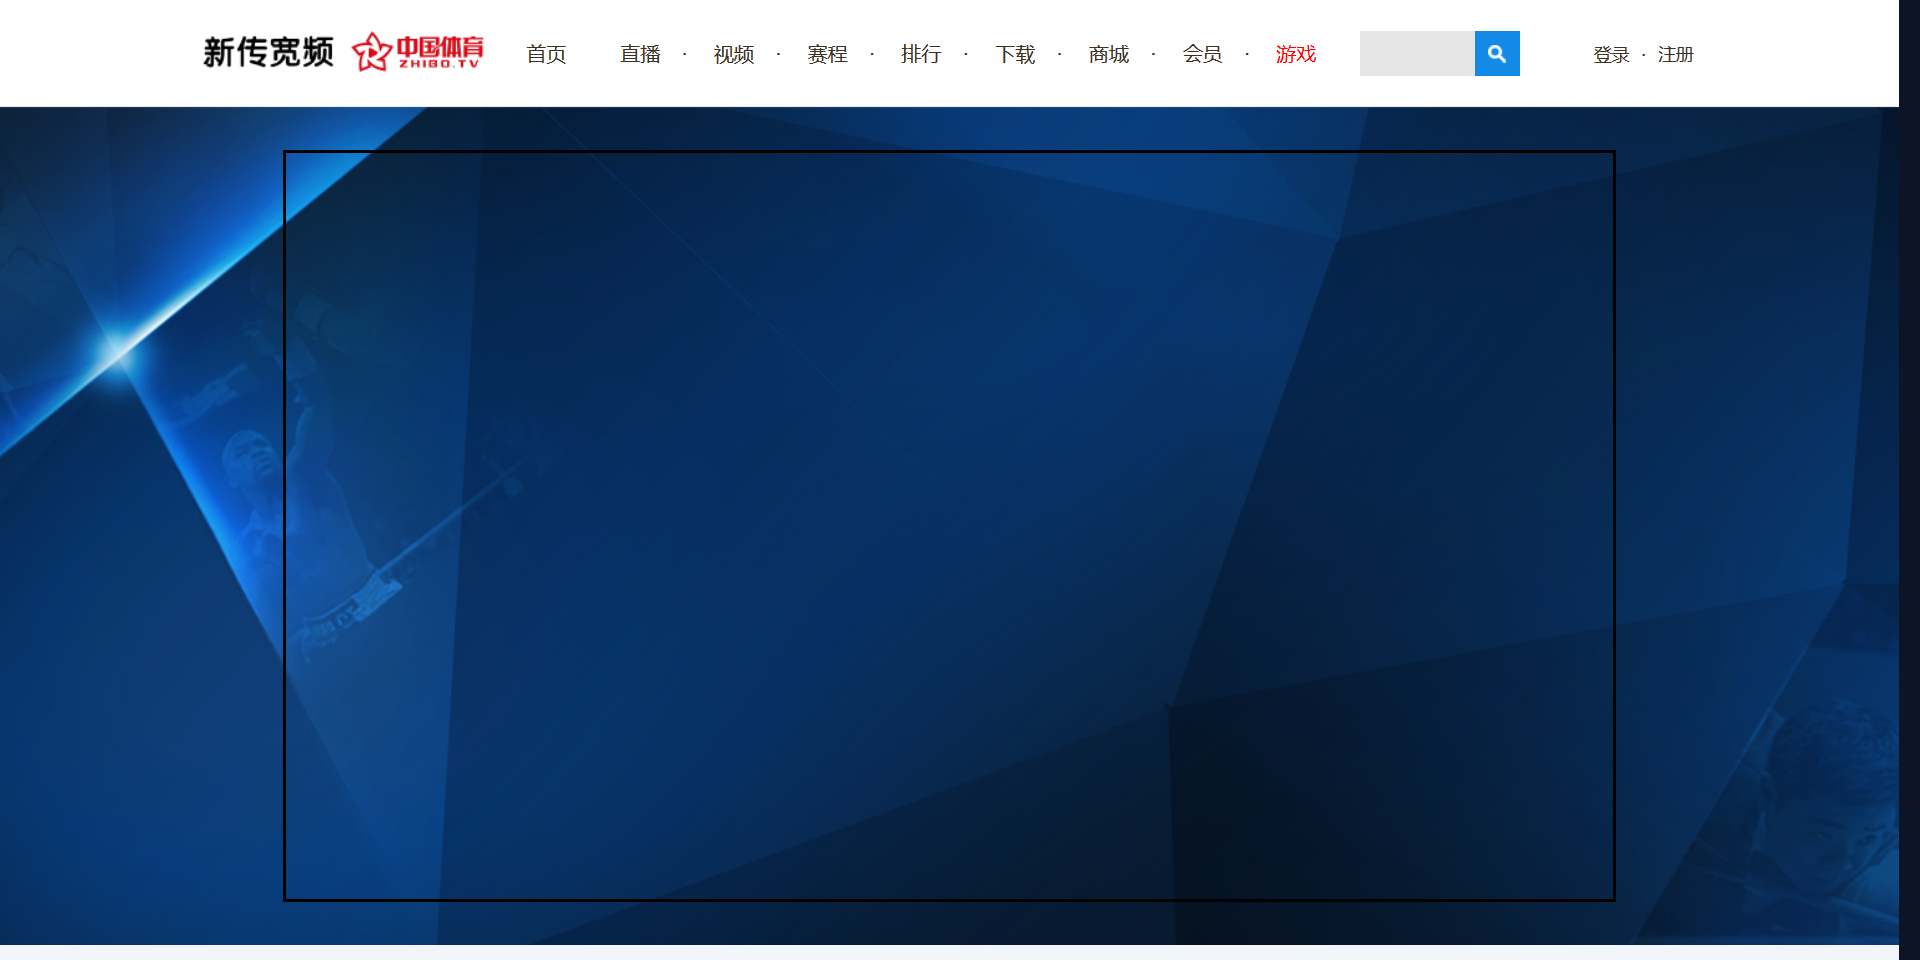 新传宽频 中国体育 ZHIBO.TV 首页 直播 · 视频 · 赛程 · 排行 · 下载 · 商城 · 会员 · 游戏 登录 · 注册